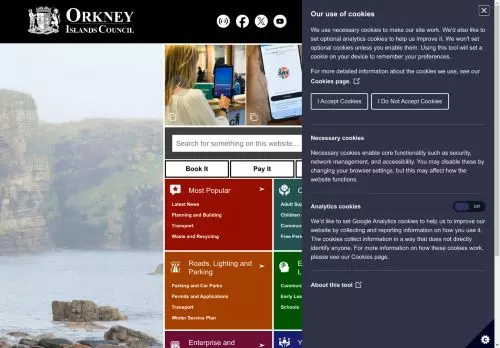 ORKNEY
ISLANDS COUNCIL
Search for something on this website...
Book It
Pay It
Most Popular
Latest News
Planning and Building
Transport
Waste and Recycling
Adult Sup
Children
Commun
Free Peri
Roads, Lighting and
Parking
Parking and Car Parks
Permits and Applications
Transport
Winter Service Plan
E
L
Commun
Early Lea
Schools
Enterprise and
Y
Our use of cookies
We use necessary cookies to make our site work. We'd also like to
set optional analytics cookies to help us improve it. We won't set
optional cookies unless you enable them. Using this tool will set a
cookie on your device to remember your preferences.
For more detailed information about the cookies we use, see our
Cookies page.
I Accept Cookies
I Do Not Accept Cookies
Necessary cookies
Necessary cookies enable core functionality such as security,
network management, and accessibility. You may disable these by
changing your browser settings, but this may affect how the
website functions.
Analytics cookies
Off
We'd like to set Google Analytics cookies to help us to improve our
website by collecting and reporting information on how you use it.
The cookies collect information in a way that does not directly
identify anyone. For more information on how these cookies work,
please see our Cookies page.
About this tool